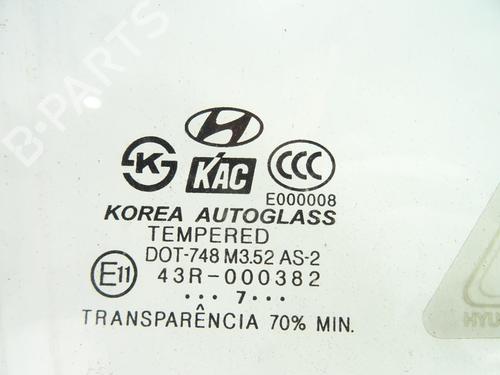 B-PARTS
KS KAC CCC
E000008
KOREA AUTOGLASS
TEMPERED
DOT-748 M3.52 AS-2
E11 43R-000382
... 7 ...
TRANSPARÊNCIA 70% MIN.